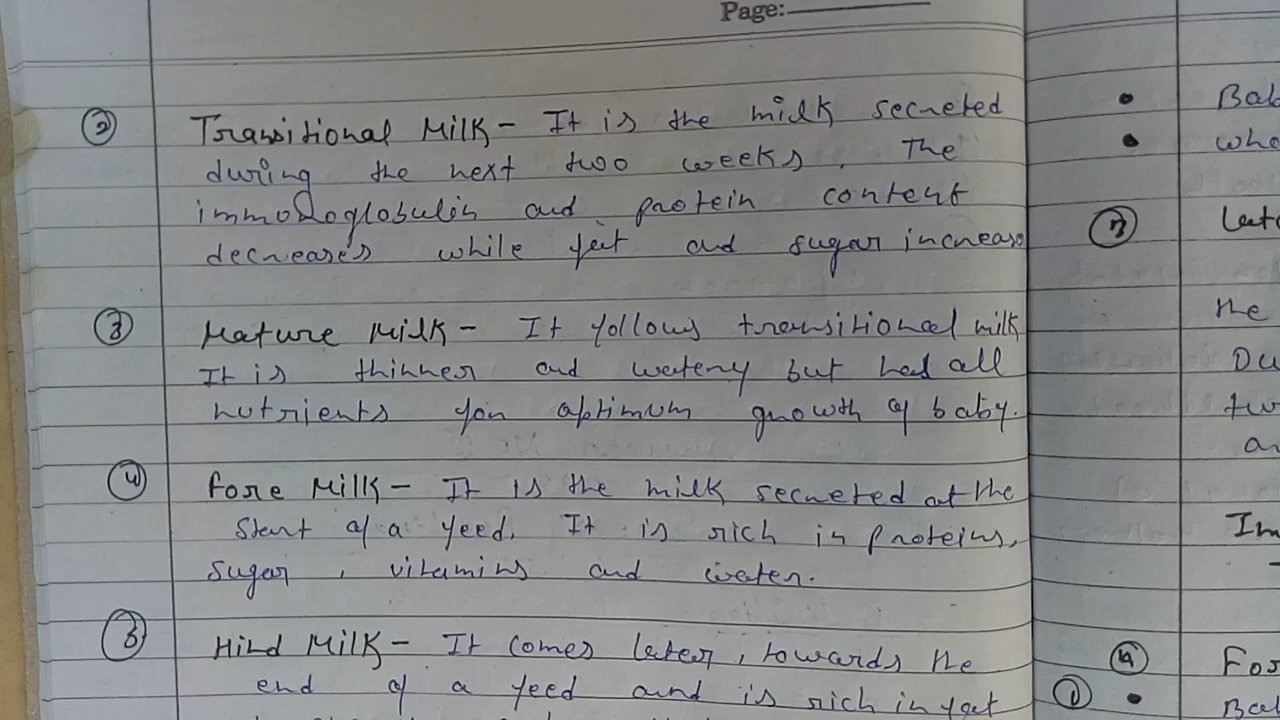 Page:
② Transitional Milk - It is the milk secreted
during the next two weeks. The
immunoglobulin and protein content
decreases while fat and sugar increase
③ Mature Milk - It follows transitional milk
It is thinner and watery but had all
nutrients for optimum growth of baby.
④ Fore Milk - It is the milk secreted at the
start of a feed. It is rich in Proteins,
sugar, vitamins and water.
⑤ Hind Milk - It comes later, towards the
end of a feed and is rich in fat
the
④
①